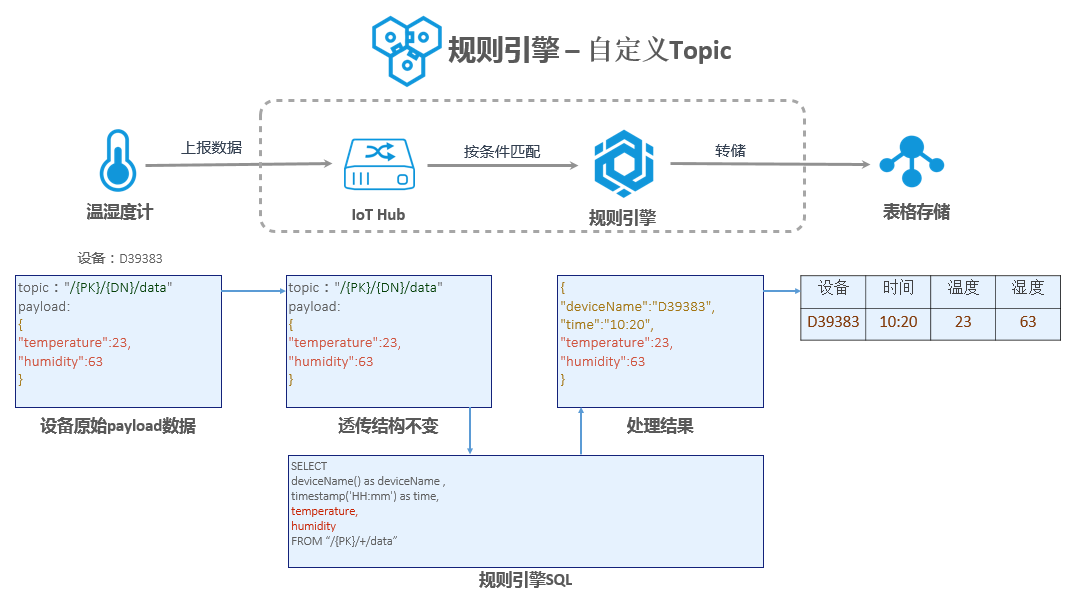 规则引擎 – 自定义Topic
上报数据
按条件匹配
转储
温湿度计
IoT Hub
规则引擎
表格存储
设备：D39383
topic："/{PK}/{DN}/data"
payload:
{
"temperature":23,
"humidity":63
}
设备原始payload数据
topic："/{PK}/{DN}/data"
payload:
{
"temperature":23,
"humidity":63
}
透传结构不变
{
"deviceName":"D39383",
"time":"10:20",
"temperature":23,
"humidity":63
}
处理结果
设备 时间 温度 湿度
D39383 10:20 23 63
SELECT
deviceName() as deviceName ,
timestamp('HH:mm') as time,
temperature,
humidity
FROM “/{PK}/+/data”
规则引擎SQL